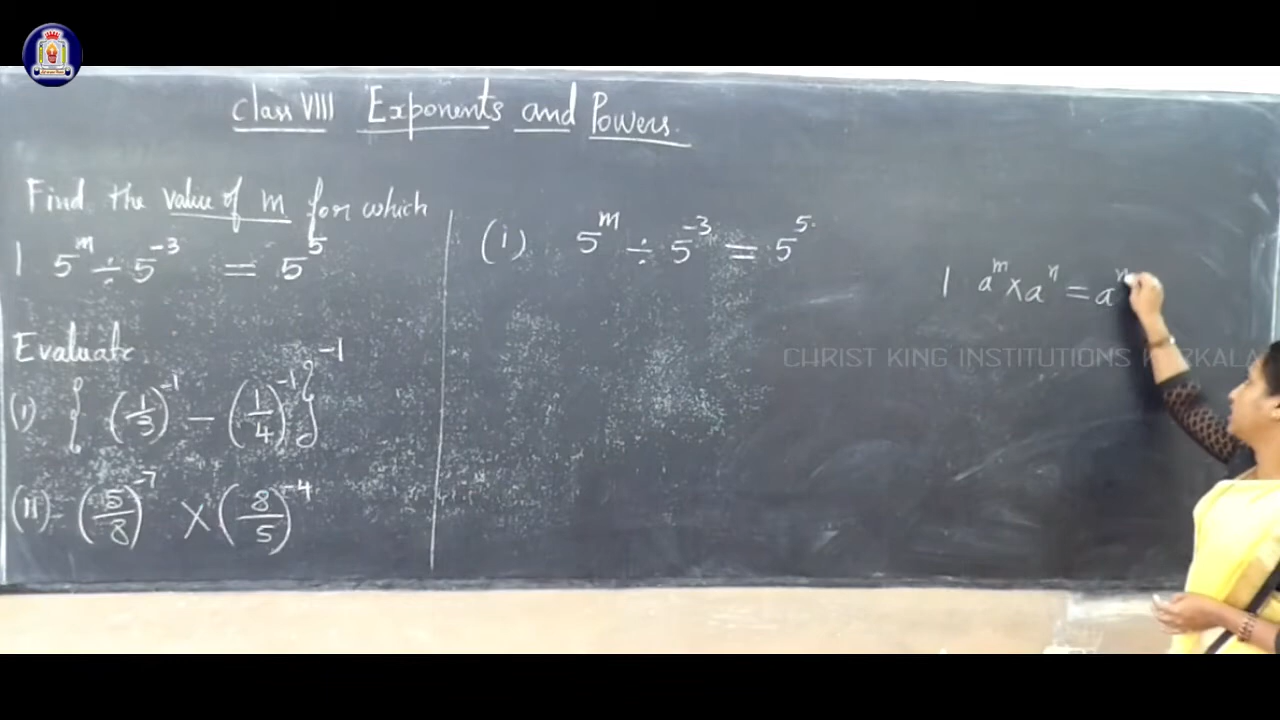 Class VIII Exponents and Powers.
Find the value of m for which
1 5^m ÷ 5^-3 = 5^5
Evaluate
(i) { (1/3)^-1 - (1/4)^-1 }^-1
(ii) (5/8)^-7 × (8/5)^-4
(i). 5^m ÷ 5^-3 = 5^5.
1 a^m × a^n = a
CHRIST KING INSTITUTIONS KARKALA